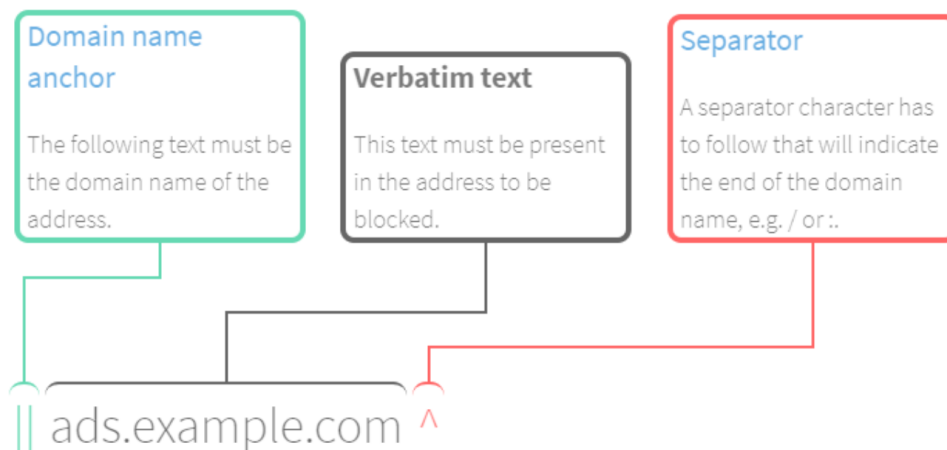 Domain name
anchor
The following text must be
the domain name of the
address.
Verbatim text
This text must be present
in the address to be
blocked.
Separator
A separator character has
to follow that will indicate
the end of the domain
name, e.g. / or :.
||ads.example.com^